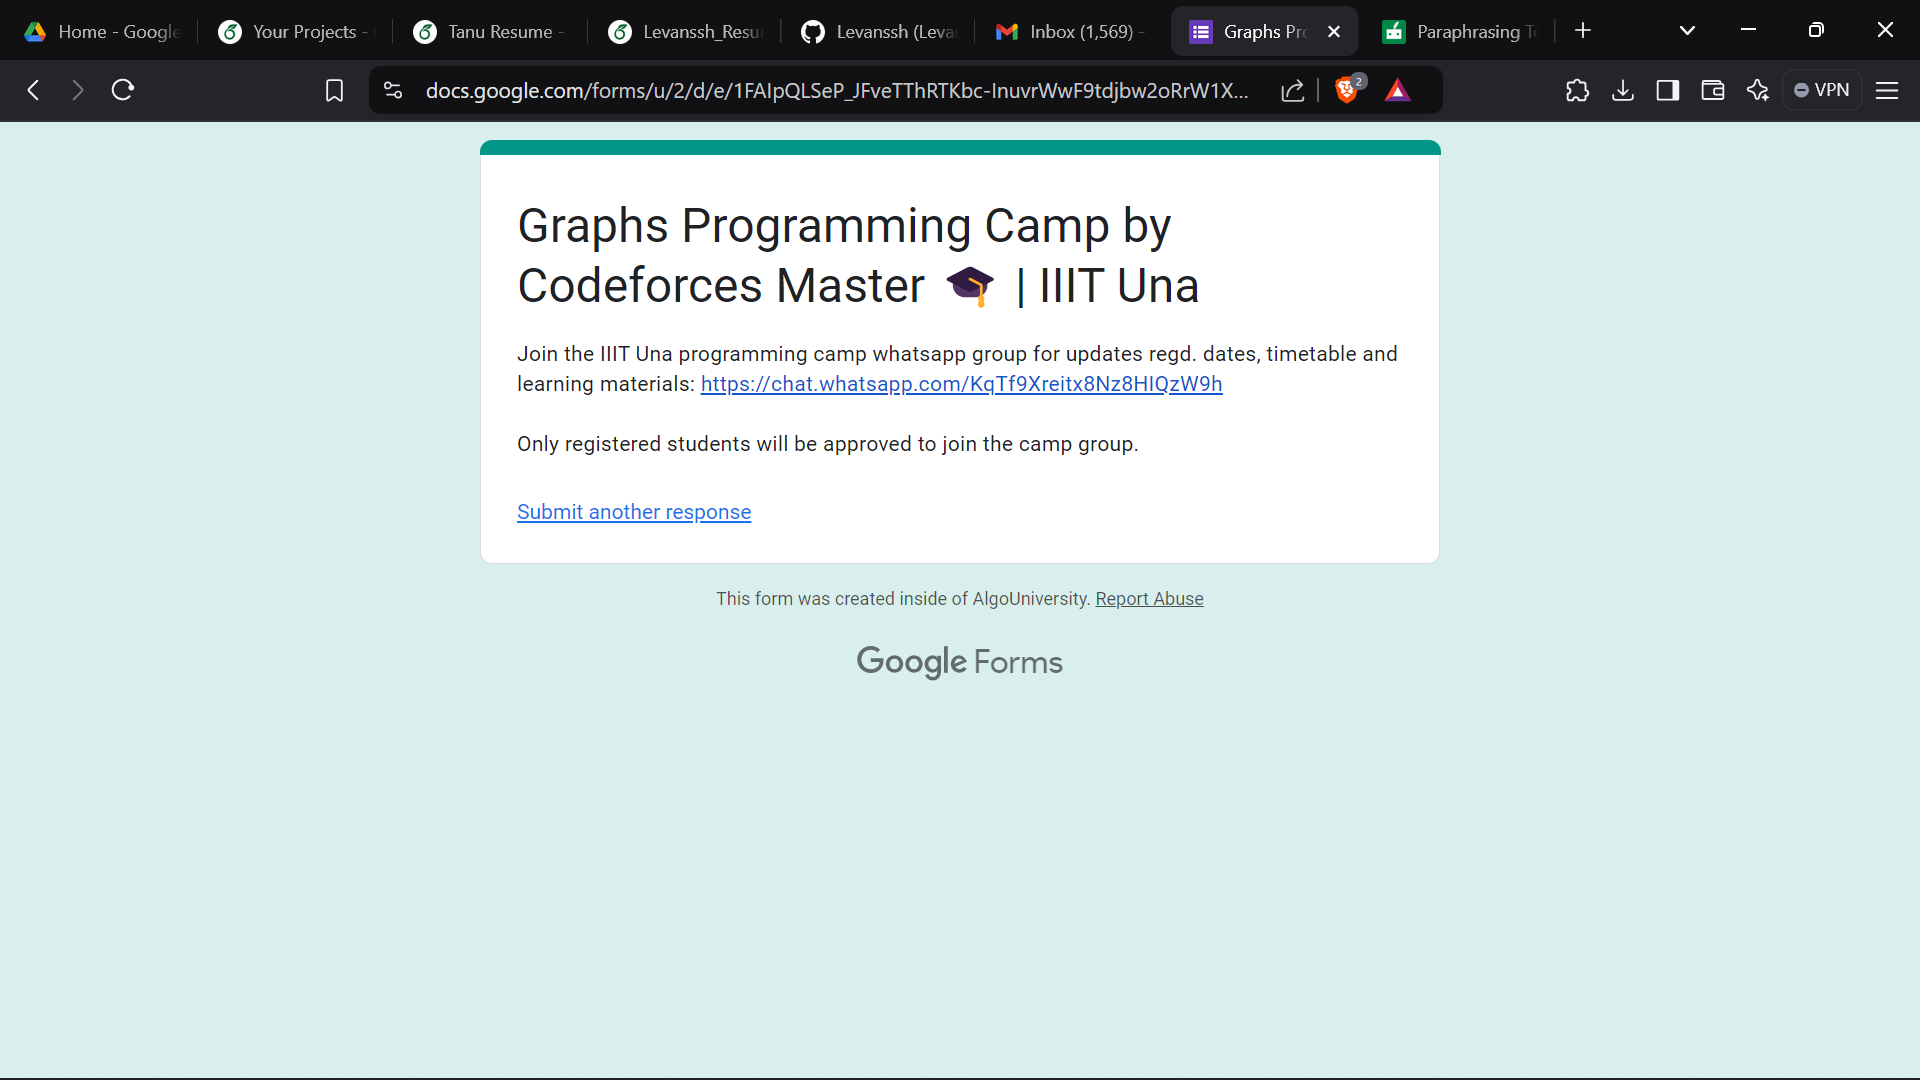 Home - Google
Your Projects -
Tanu Resume -
Levanssh_Resu
Levanssh (Leva
Inbox (1,569) -
Graphs Pro
Paraphrasing To
docs.google.com/forms/u/2/d/e/1FAIpQLSeP_JFveTThRTKbc-InuvrWwF9tdjbw2oRrW1X...
2
VPN
Graphs Programming Camp by
Codeforces Master 🎓 | IIIT Una
Join the IIIT Una programming camp whatsapp group for updates regd. dates, timetable and
learning materials: https://chat.whatsapp.com/KqTf9Xreitx8Nz8HIQzW9h
Only registered students will be approved to join the camp group.
Submit another response
This form was created inside of AlgoUniversity. Report Abuse
Google Forms